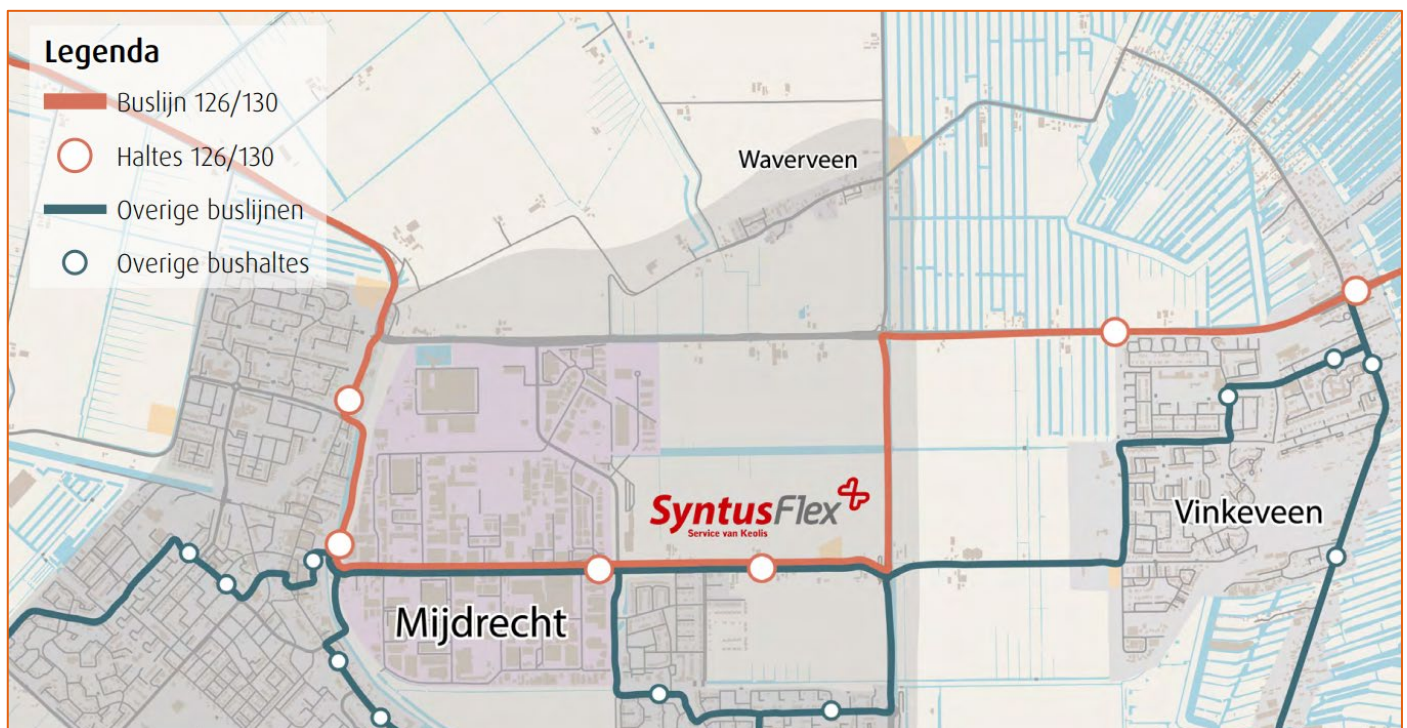 Legenda
Buslijn 126/130
Haltes 126/130
Overige buslijnen
Overige bushaltes
Waverveen
SyntusFlex
Service van Keolis
Vinkeveen
Mijdrecht